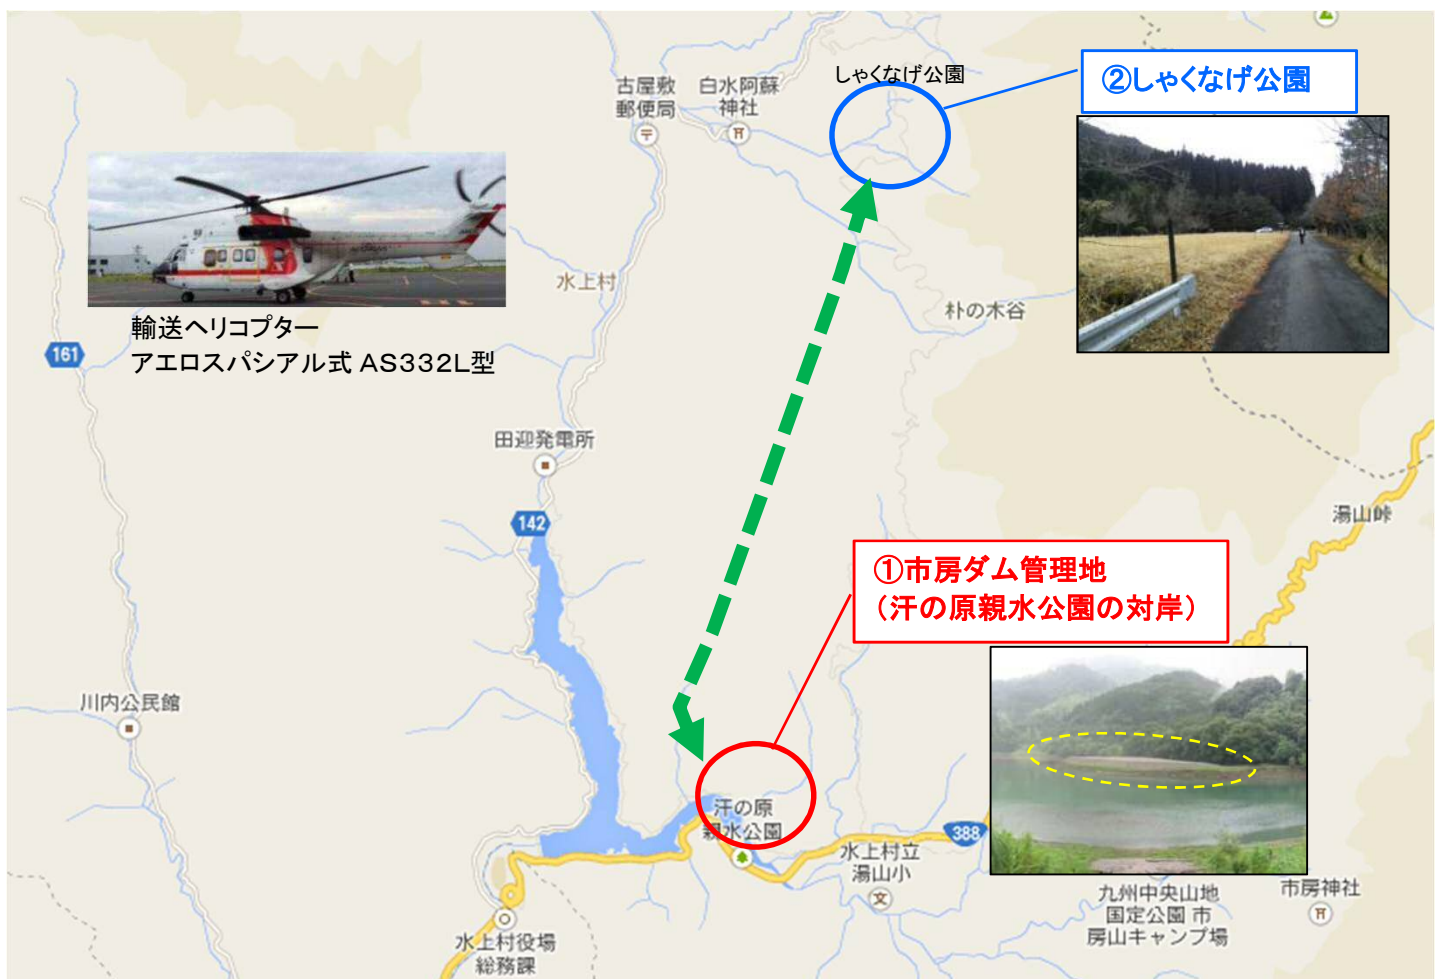 しゃくなげ公園
②しゃくなげ公園
古屋敷
郵便局
白水阿蘇
神社
輸送ヘリコプター
アエロスパシアル式 AS332L型
水上村
朴の木谷
161
田迎発電所
142
湯山峠
①市房ダム管理地
（汗の原親水公園の対岸）
川内公民館
汗の原
親水公園
388
水上村立
湯山小
文
九州中央山地
国定公園 市
房山キャンプ場
市房神社
水上村役場
総務課